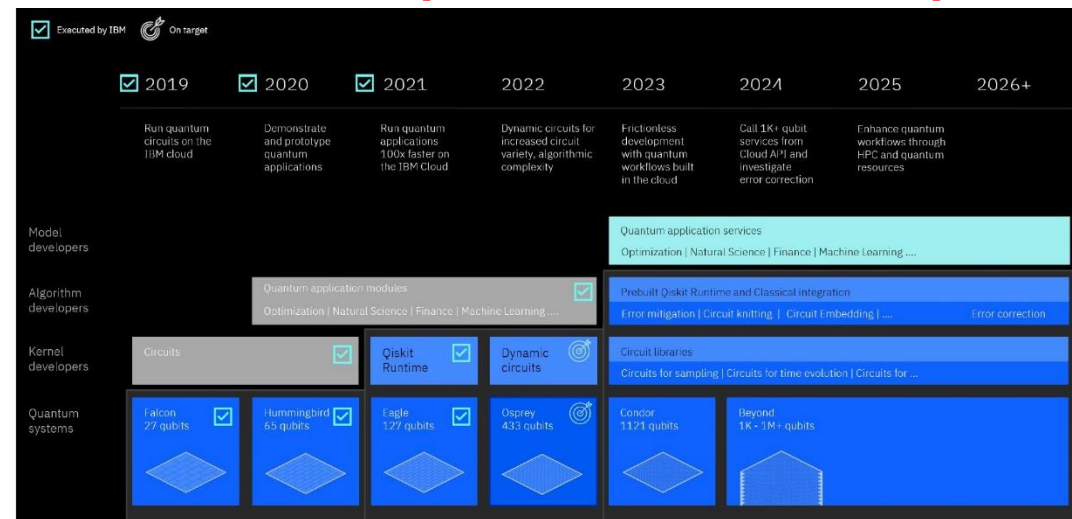 Executed by IBM
On target
2019
2020
2021
2022
2023
2024
2025
2026+
Run quantum
circuits on the
IBM cloud
Demonstrate
and prototype
quantum
applications
Run quantum
applications
100x faster on
the IBM Cloud
Dynamic circuits for
increased circuit
variety, algorithmic
complexity
Frictionless
development
with quantum
workflows built
in the cloud
Call 1K+ qubit
services from
Cloud API and
investigate
error correction
Enhance quantum
workflows through
HPC and quantum
resources
Model
developers
Quantum application services
Optimization | Natural Science | Finance | Machine Learning ....
Algorithm
developers
Quantum application modules
Optimization | Natural Science | Finance | Machine Learning ....
Prebuilt Qiskit Runtime and Classical integration
Error mitigation | Circuit knitting | Circuit Embedding | .... Error correction
Kernel
developers
Circuits
Qiskit
Runtime
Dynamic
circuits
Circuit libraries
Circuits for sampling | Circuits for time evolution | Circuits for ...
Quantum
systems
Falcon
27 qubits
Hummingbird
65 qubits
Eagle
127 qubits
Osprey
433 qubits
Condor
1121 qubits
Beyond
1K - 1M+ qubits